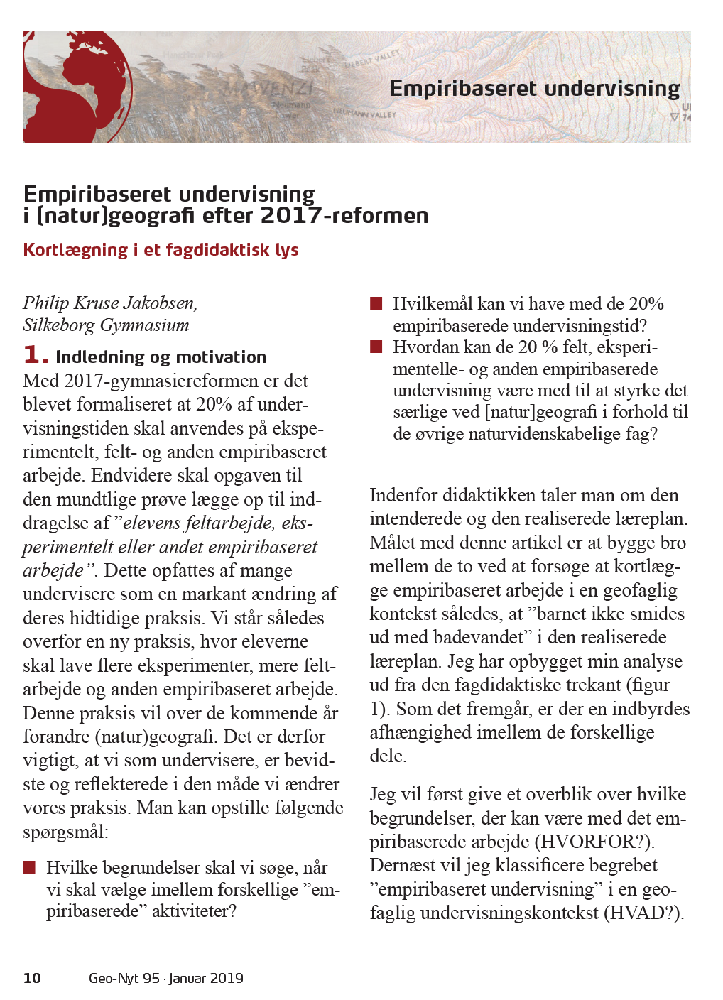 Empiribaseret undervisning
MAWENZI
Neumann
Tower
LIEBERT VALLEY
NEUMANN VALLEY
Empiribaseret undervisning
i [natur]geografi efter 2017-reformen
Kortlægning i et fagdidaktisk lys
Philip Kruse Jakobsen,
Silkeborg Gymnasium
1. Indledning og motivation
Med 2017-gymnasiereformen er det
blevet formaliseret at 20% af under-
visningstiden skal anvendes på ekspe-
rimentelt, felt- og anden empiribaseret
arbejde. Endvidere skal opgaven til
den mundtlige prøve lægge op til ind-
dragelse af ”elevens feltarbejde, eks-
perimentelt eller andet empiribaseret
arbejde”. Dette opfattes af mange
undervisere som en markant ændring af
deres hidtidige praksis. Vi står således
overfor en ny praksis, hvor eleverne
skal lave flere eksperimenter, mere felt-
arbejde og anden empiribaseret arbejde.
Denne praksis vil over de kommende år
forandre (natur)geografi. Det er derfor
vigtigt, at vi som undervisere, er bevid-
ste og reflekterede i den måde vi ændrer
vores praksis. Man kan opstille følgende
spørgsmål:
Hvilke begrundelser skal vi søge, når
vi skal vælge imellem forskellige ”em-
piribaserede” aktiviteter?
Hvilkemål kan vi have med de 20%
empiribaserede undervisningstid?
Hvordan kan de 20 % felt, eksperi-
mentelle- og anden empiribaserede
undervisning være med til at styrke det
særlige ved [natur]geografi i forhold til
de øvrige naturvidenskabelige fag?
Indenfor didaktikken taler man om den
intenderede og den realiserede læreplan.
Målet med denne artikel er at bygge bro
mellem de to ved at forsøge at kortlæg-
ge empiribaseret arbejde i en geofaglig
kontekst således, at ”barnet ikke smides
ud med badevandet” i den realiserede
læreplan. Jeg har opbygget min analyse
ud fra den fagdidaktiske trekant (figur
1). Som det fremgår, er der en indbyrdes
afhængighed imellem de forskellige
dele.
Jeg vil først give et overblik over hvilke
begrundelser, der kan være med det em-
piribaserede arbejde (HVORFOR?).
Dernæst vil jeg klassificere begrebet
”empiribaseret undervisning” i en geo-
faglig undervisningskontekst (HVAD?).
10 Geo-Nyt 95 · Januar 2019